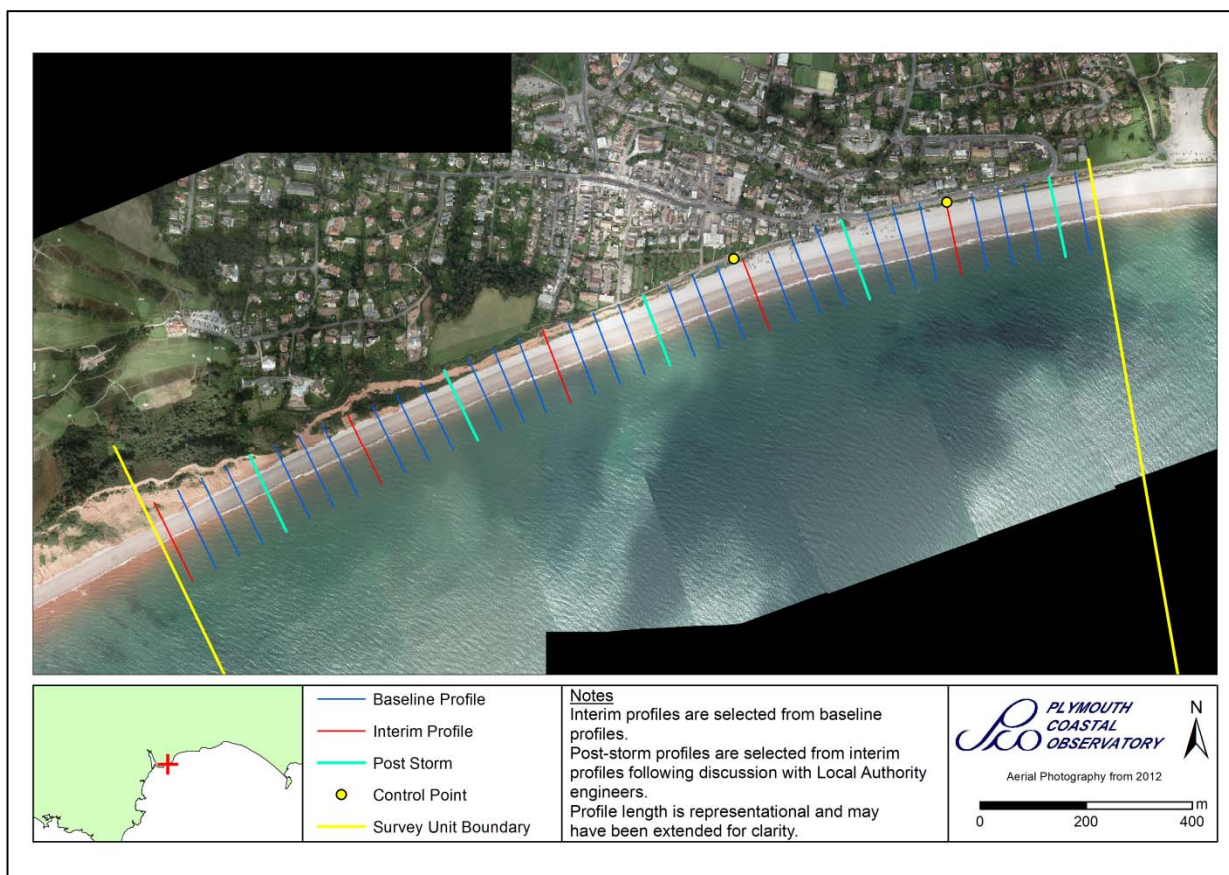 Baseline Profile
Interim Profile
Post Storm
Control Point
Survey Unit Boundary
Notes
Interim profiles are selected from baseline
profiles.
Post-storm profiles are selected from interim
profiles following discussion with Local Authority
engineers.
Profile length is representational and may
have been extended for clarity.
PCO
PLYMOUTH
COASTAL
OBSERVATORY
N
Aerial Photography from 2012
m
0
200
400